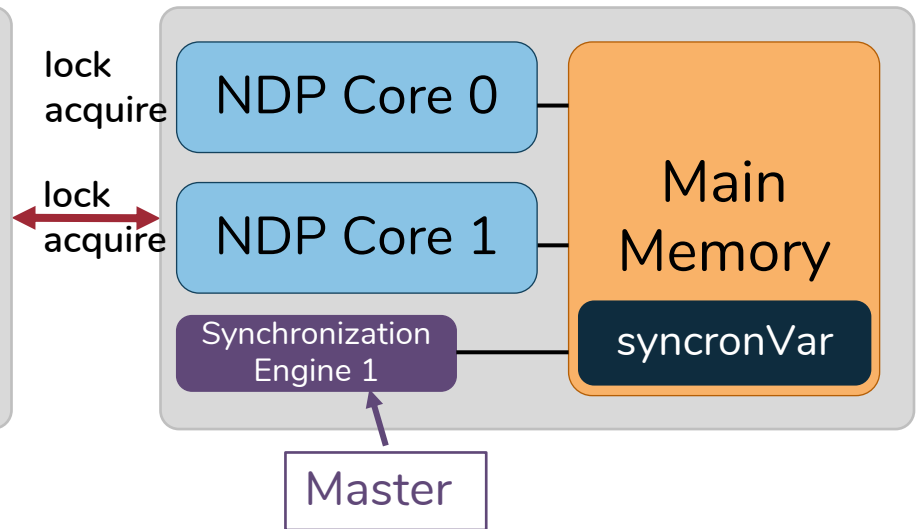 lock
acquire
NDP Core 0
lock
acquire
NDP Core 1
Main
Memory
Synchronization
Engine 1
syncronVar
Master